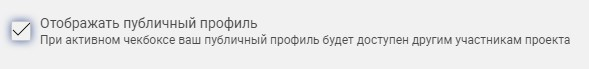 Отображать публичный профиль
При активном чекбоксе ваш публичный профиль будет доступен другим участникам проекта